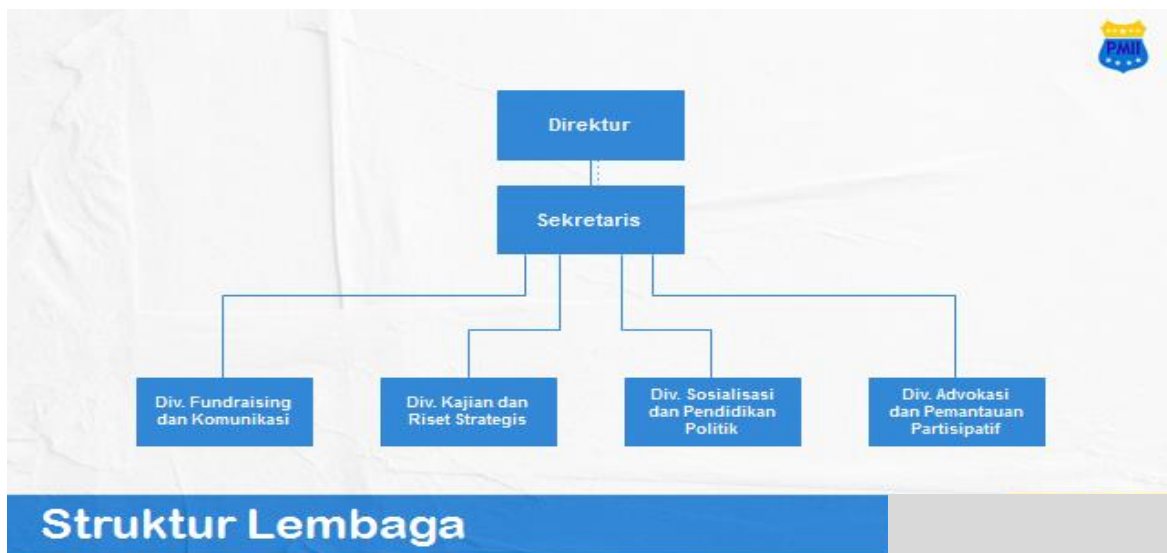 PMII
Direktur
Sekretaris
Div. Fundraising
dan Komunikasi
Div. Kajian dan
Riset Strategis
Div. Sosialisasi
dan Pendidikan
Politik
Div. Advokasi
dan Pemantauan
Partisipatif
Struktur Lembaga